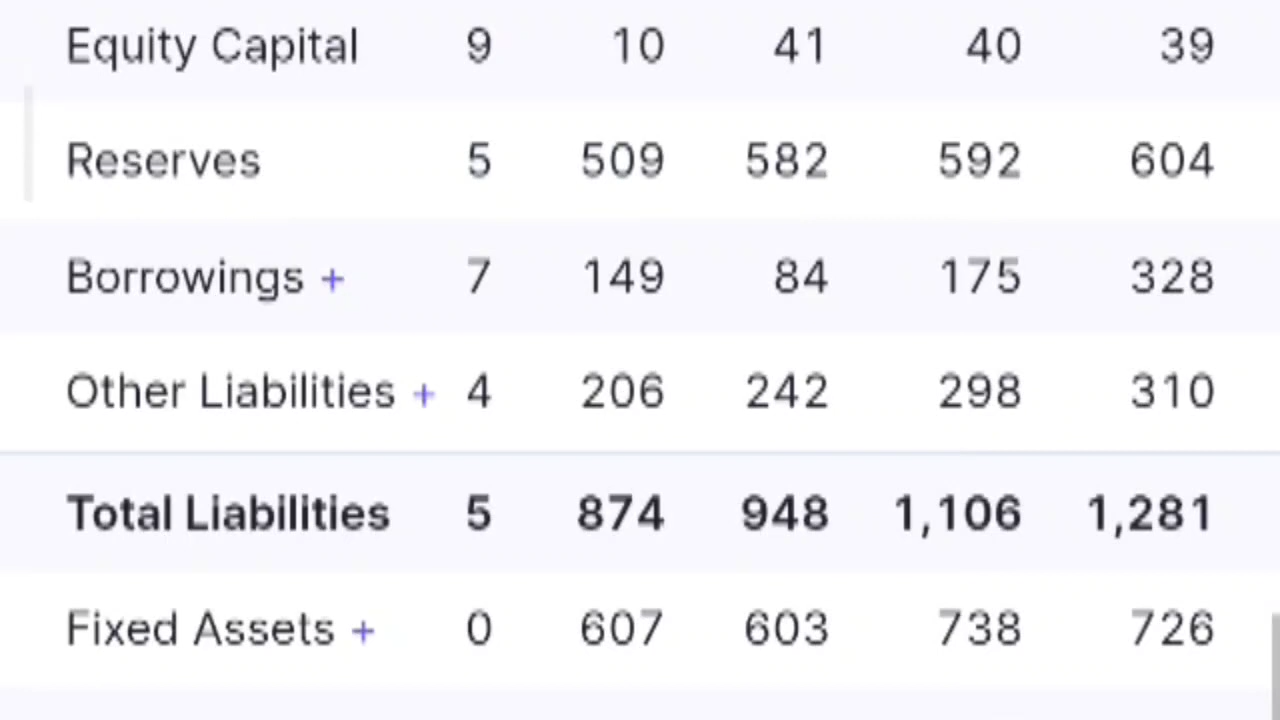 Equity Capital 9 10 41 40 39
Reserves 5 509 582 592 604
Borrowings + 7 149 84 175 328
Other Liabilities + 4 206 242 298 310
Total Liabilities 5 874 948 1,106 1,281
Fixed Assets + 0 607 603 738 726